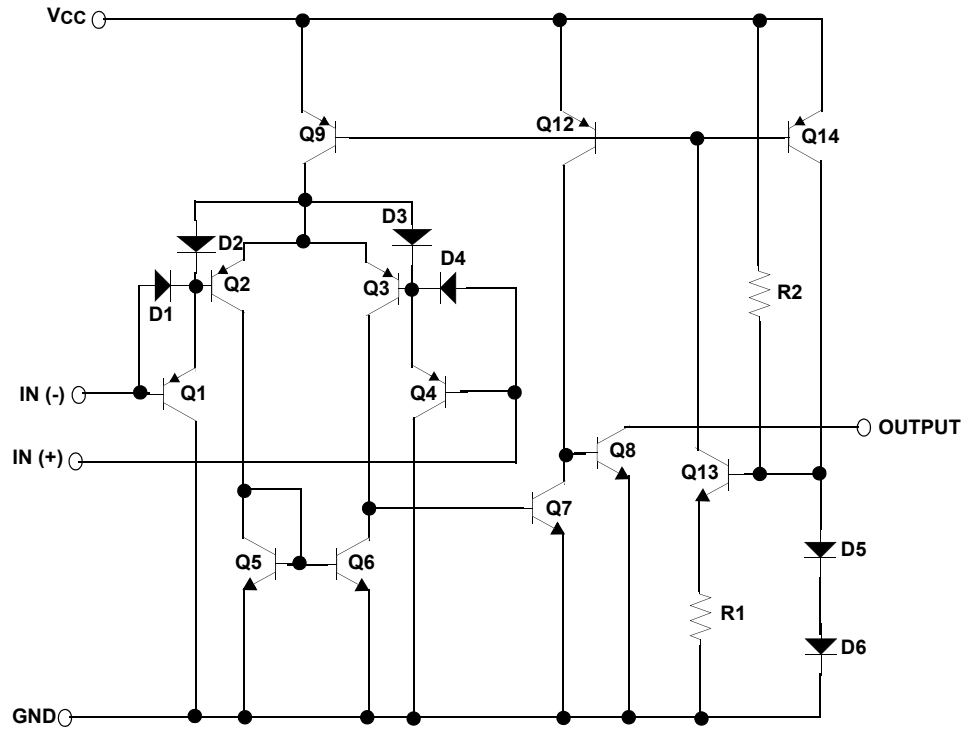 VCC
Q9
Q12
Q14
D3
D2
D4
Q2
Q3
D1
R2
Q1
Q4
IN (-)
OUTPUT
Q8
IN (+)
Q13
Q7
D5
Q5
Q6
R1
D6
GND